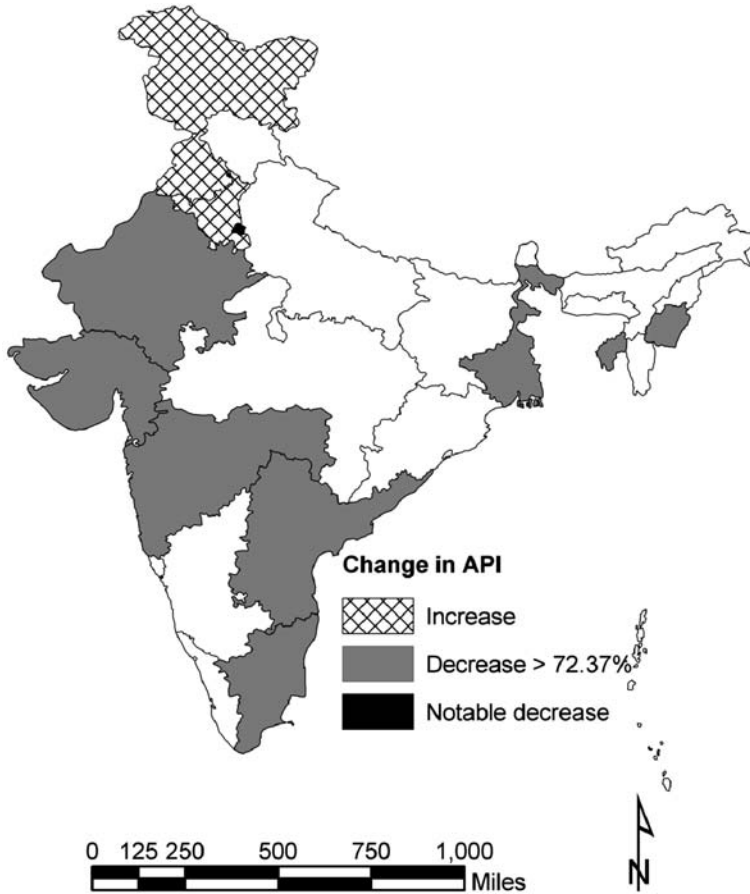 Change in API
Increase
Decrease > 72.37%
Notable decrease
0 125 250 500 750 1,000
Miles
N